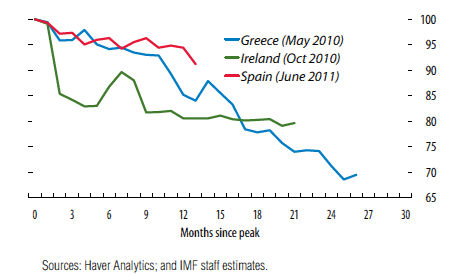 Greece (May 2010)
Ireland (Oct 2010)
Spain (June 2011)
100
95
90
85
80
75
70
65
0 3 6 9 12 15 18 21 24 27 30
Months since peak
Sources: Haver Analytics; and IMF staff estimates.